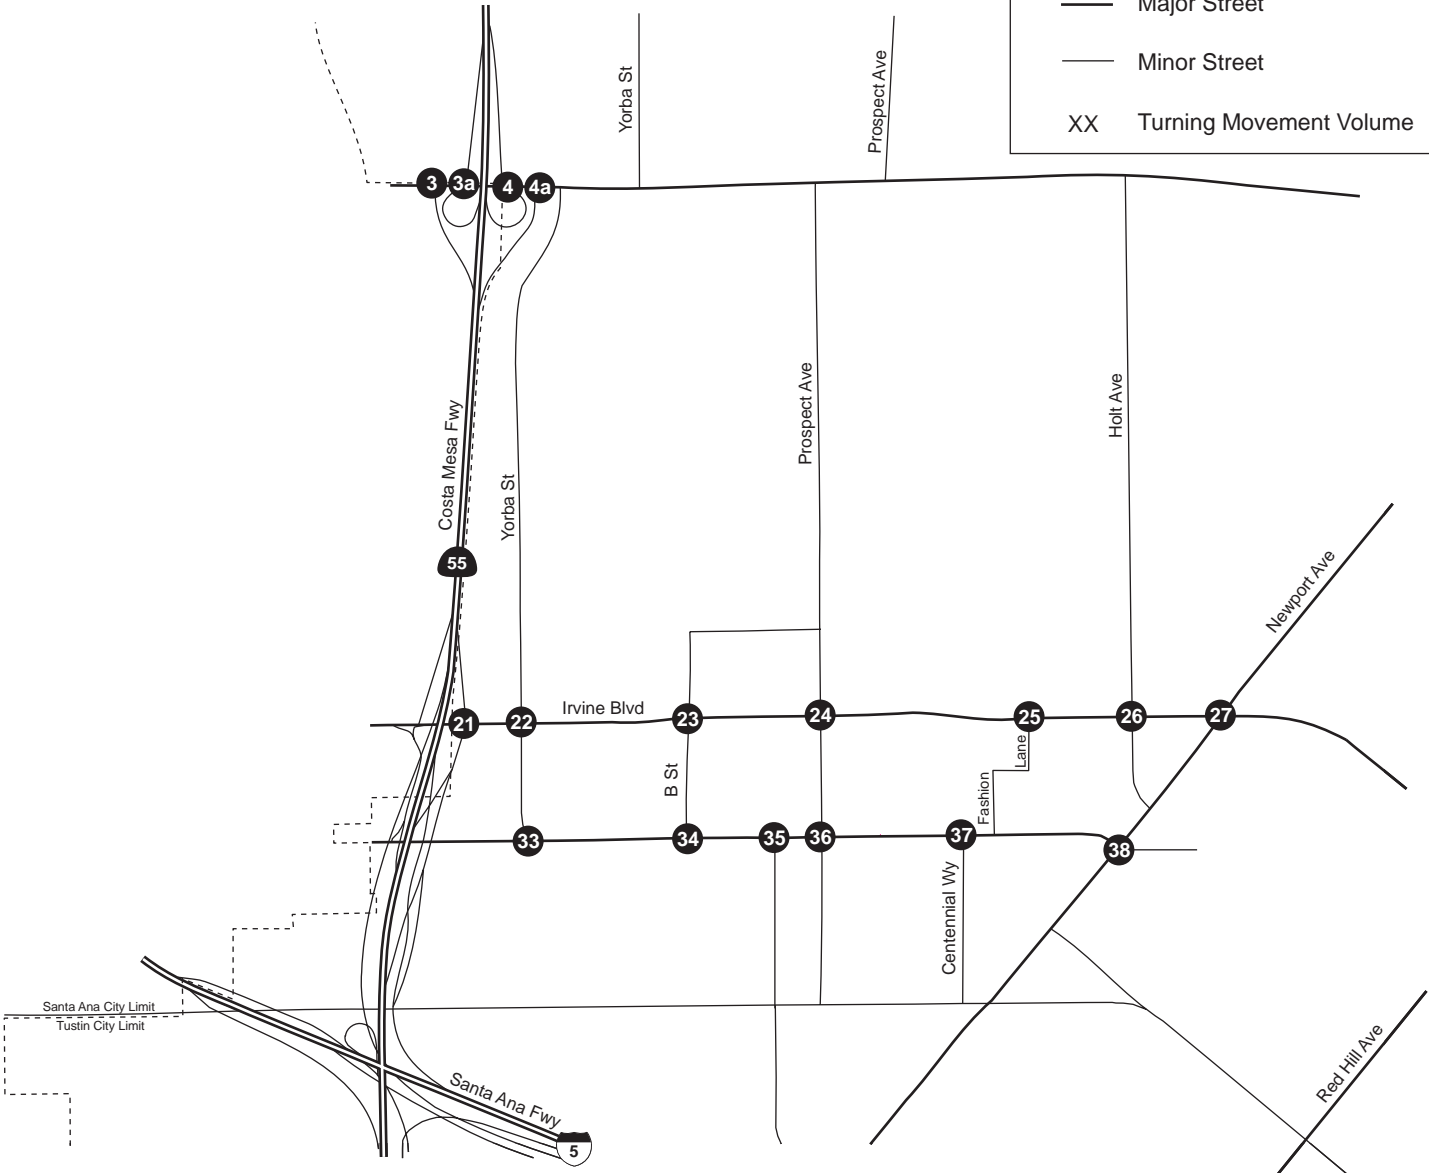 Major Street
Minor Street
XX Turning Movement Volume
Yorba St
Prospect Ave
3
3a
4
4a
Costa Mesa Fwy
Yorba St
Prospect Ave
Holt Ave
55
Newport Ave
Irvine Blvd
21
22
23
24
25
26
27
B St
Fashion
Lane
33
34
35
36
37
38
Centennial Wy
Santa Ana City Limit
Tustin City Limit
Santa Ana Fwy
5
Red Hill Ave